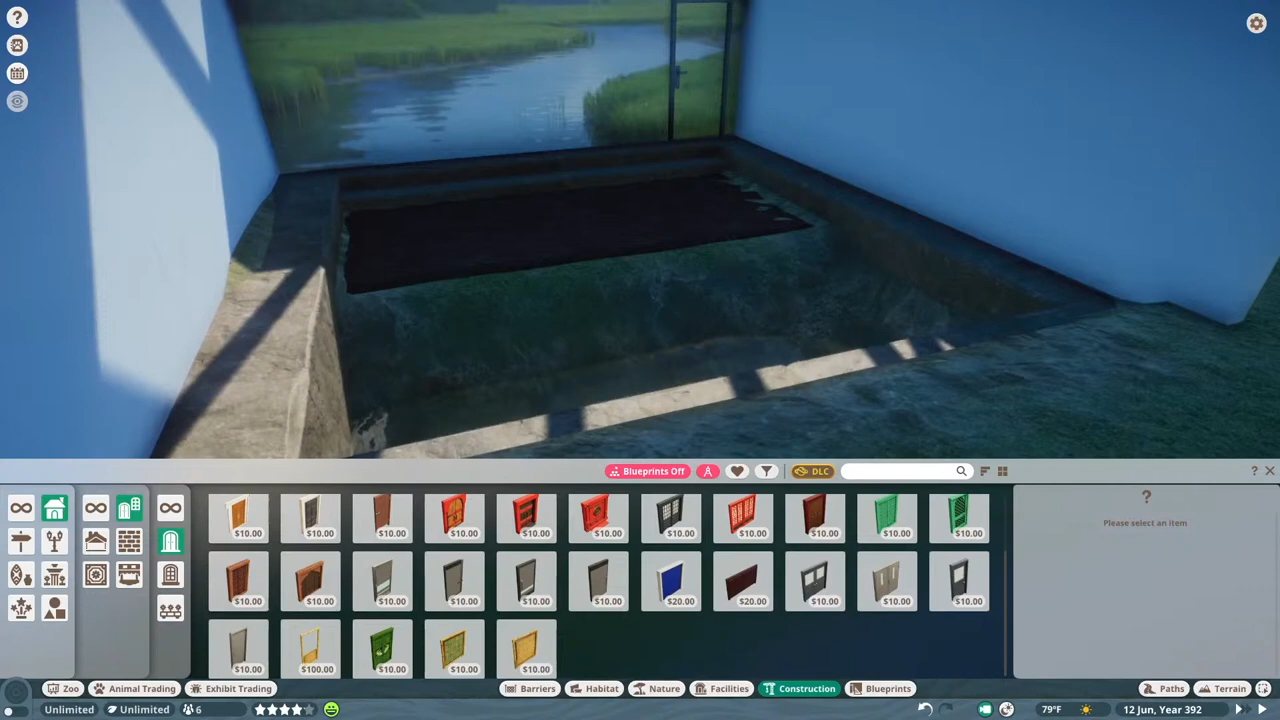 Blueprints Off
DLC
$10.00 $10.00 $10.00 $10.00 $10.00 $10.00 $10.00 $10.00 $10.00 $10.00 $10.00
$10.00 $10.00 $10.00 $10.00 $10.00 $10.00 $20.00 $20.00 $10.00 $10.00 $10.00
$10.00 $100.00 $10.00 $10.00 $10.00
?
Please select an item
Zoo Animal Trading Exhibit Trading Barriers Habitat Nature Facilities Construction Blueprints Paths Terrain
Unlimited Unlimited 6 79°F 12 Jun, Year 392